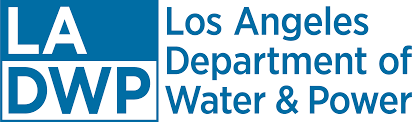 LA
DWP
Los Angeles
Department of
Water & Power